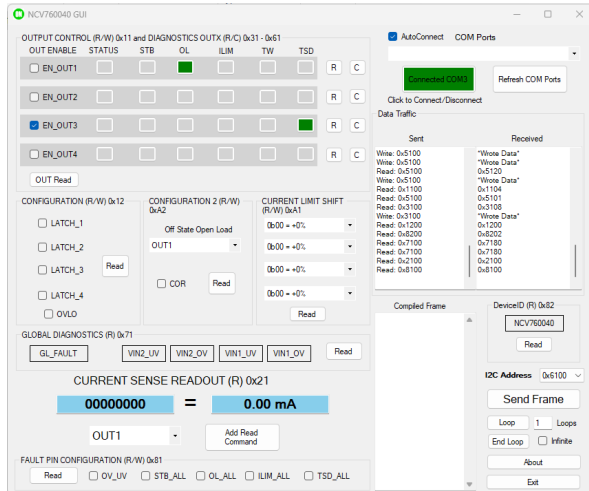 NCV760040 GUI
OUTPUT CONTROL (R/W) 0x11 and DIAGNOSTICS OUTX (R/C) 0x31 - 0x61
OUT ENABLE STATUS STB OL ILIM TW TSD
EN_OUT1 R C
EN_OUT2 R C
EN_OUT3 R C
EN_OUT4 R C
OUT Read
CONFIGURATION (R/W) 0x12
LATCH_1
LATCH_2
LATCH_3
LATCH_4
OVLO
Read
CONFIGURATION 2 (R/W)
0xA2
Off State Open Load
OUT1
COR
Read
CURRENT LIMIT SHIFT
(R/W) 0xA1
0b00 = +0%
0b00 = +0%
0b00 = +0%
0b00 = +0%
Read
GLOBAL DIAGNOSTICS (R) 0x71
GL_FAULT VIN2_UV VIN2_OV VIN1_UV VIN1_OV Read
CURRENT SENSE READOUT (R) 0x21
00000000 = 0.00 mA
OUT1 Add Read
Command
FAULT PIN CONFIGURATION (R/W) 0x81
Read OV_UV STB_ALL OL_ALL ILIM_ALL TSD_ALL
AutoConnect COM Ports
Connected COM3 Refresh COM Ports
Click to Connect/Disconnect
Data Traffic
Sent Received
Write: 0x5100 *Wrote Data*
Write: 0x5100 *Wrote Data*
Read: 0x5100 0x5120
Write: 0x5100 *Wrote Data*
Read: 0x1100 0x1104
Read: 0x5100 0x5101
Read: 0x3100 0x3108
Write: 0x3100 *Wrote Data*
Read: 0x1200 0x1200
Read: 0x8200 0x8202
Read: 0x7100 0x7180
Read: 0x7100 0x7180
Read: 0x2100 0x2100
Read: 0x8100 0x8100
Compiled Frame
DeviceID (R) 0x82
NCV760040
Read
I2C Address 0x6100
Send Frame
Loop 1 Loops
End Loop Infinite
About
Exit